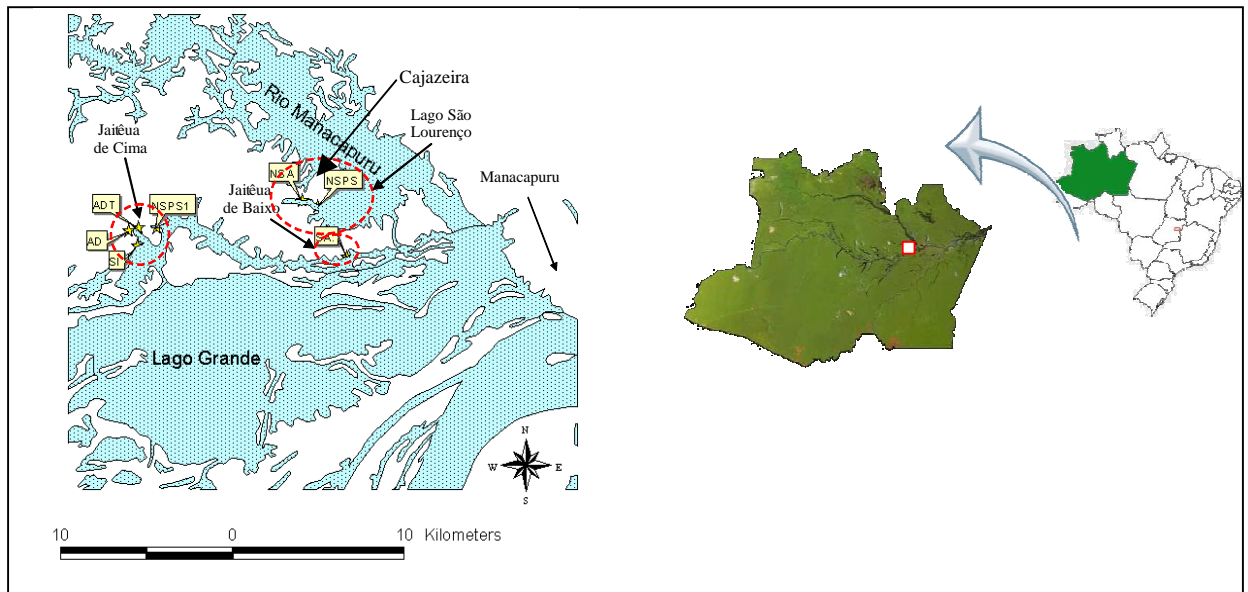 Cajazeira
Rio Manacapuru
Lago São
Lourenço
Jaitêua
de Cima
NSA
NSPS
Manacapuru
Jaitêua
de Baixo
ADT
NSPS1
AD
SI
SA.
Lago Grande
N
W
E
S
10
0
10 Kilometers